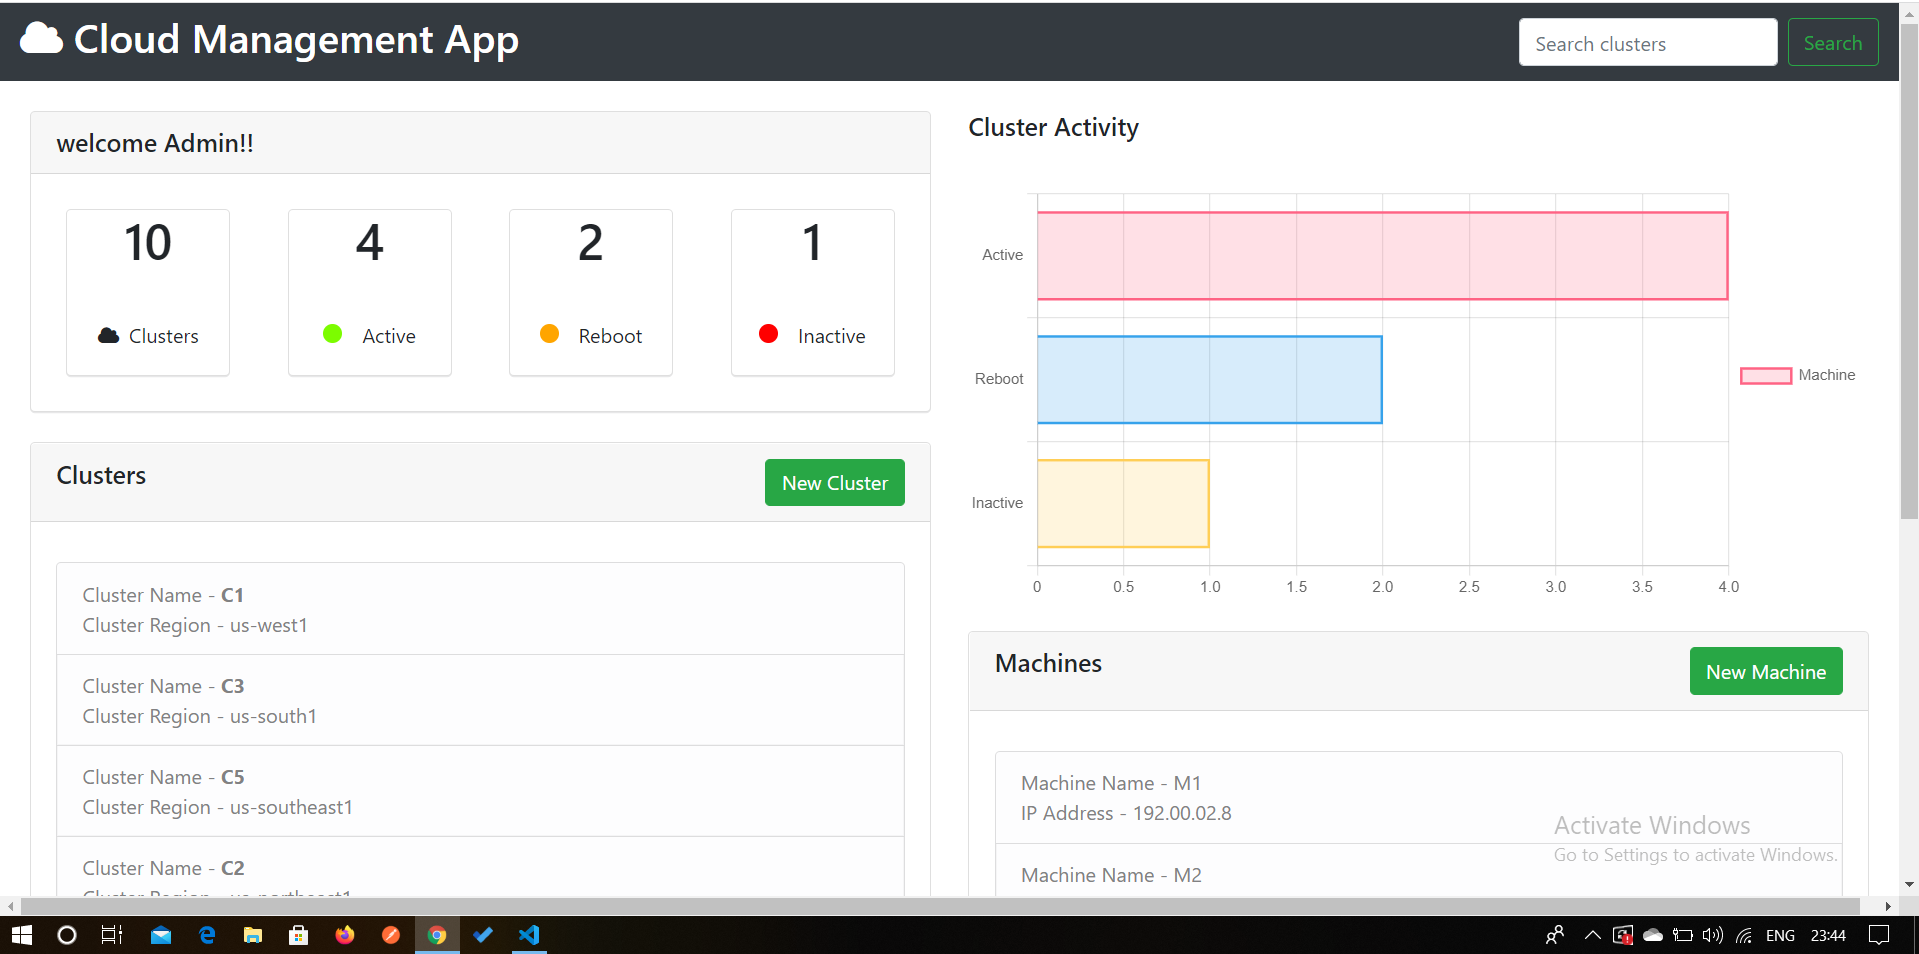 Cloud Management App
Search clusters
Search
welcome Admin!!
10
Clusters
4
Active
2
Reboot
1
Inactive
Clusters
New Cluster
Cluster Name - C1
Cluster Region - us-west1
Cluster Name - C3
Cluster Region - us-south1
Cluster Name - C5
Cluster Region - us-southeast1
Cluster Name - C2
Cluster Region - us-northeast1
Cluster Activity
Active
Reboot
Inactive
0 0.5 1.0 1.5 2.0 2.5 3.0 3.5 4.0
Machine
Machines
New Machine
Machine Name - M1
IP Address - 192.00.02.8
Machine Name - M2
Activate Windows
Go to Settings to activate Windows.
ENG 23:44